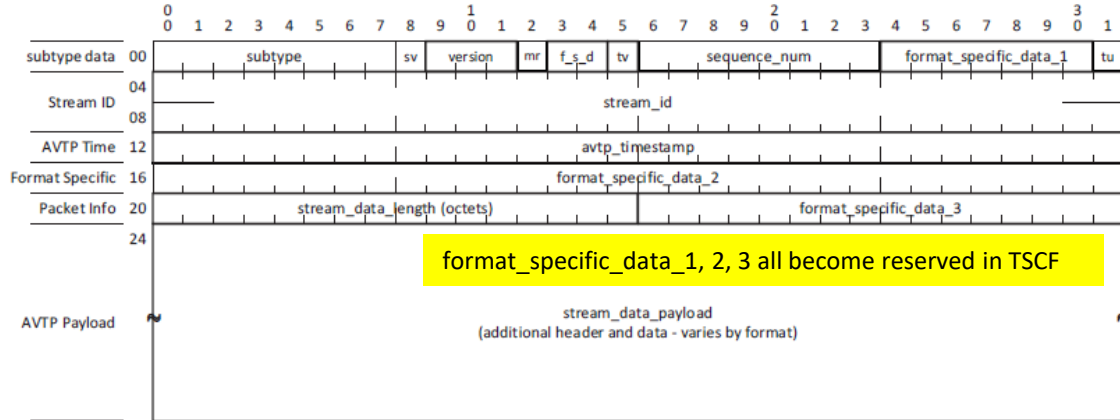 0 1 2 3
0 1 2 3 4 5 6 7 8 9 0 1 2 3 4 5 6 7 8 9 0 1 2 3 4 5 6 7 8 9 0 1
subtype data 00 subtype sv version mr f_s_d tv sequence_num format_specific_data_1 tu
04
Stream ID stream_id
08
AVTP Time 12 avtp_timestamp
Format Specific 16 format_specific_data_2
Packet Info 20 stream_data_length (octets) format_specific_data_3
24
format_specific_data_1, 2, 3 all become reserved in TSCF
AVTP Payload stream_data_payload
(additional header and data - varies by format)